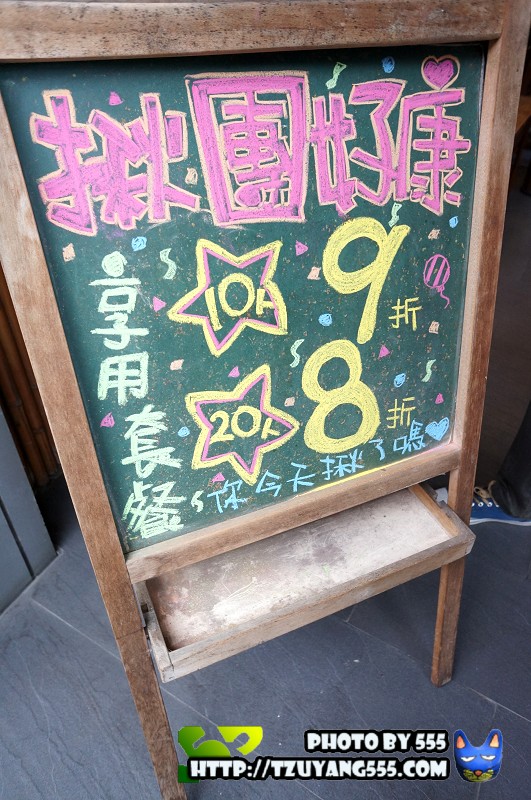 揪團好康
享用套餐
10人 9折
20人 8折
你今天揪了嗎
PHOTO BY 555
HTTP://TZUYANG555.COM